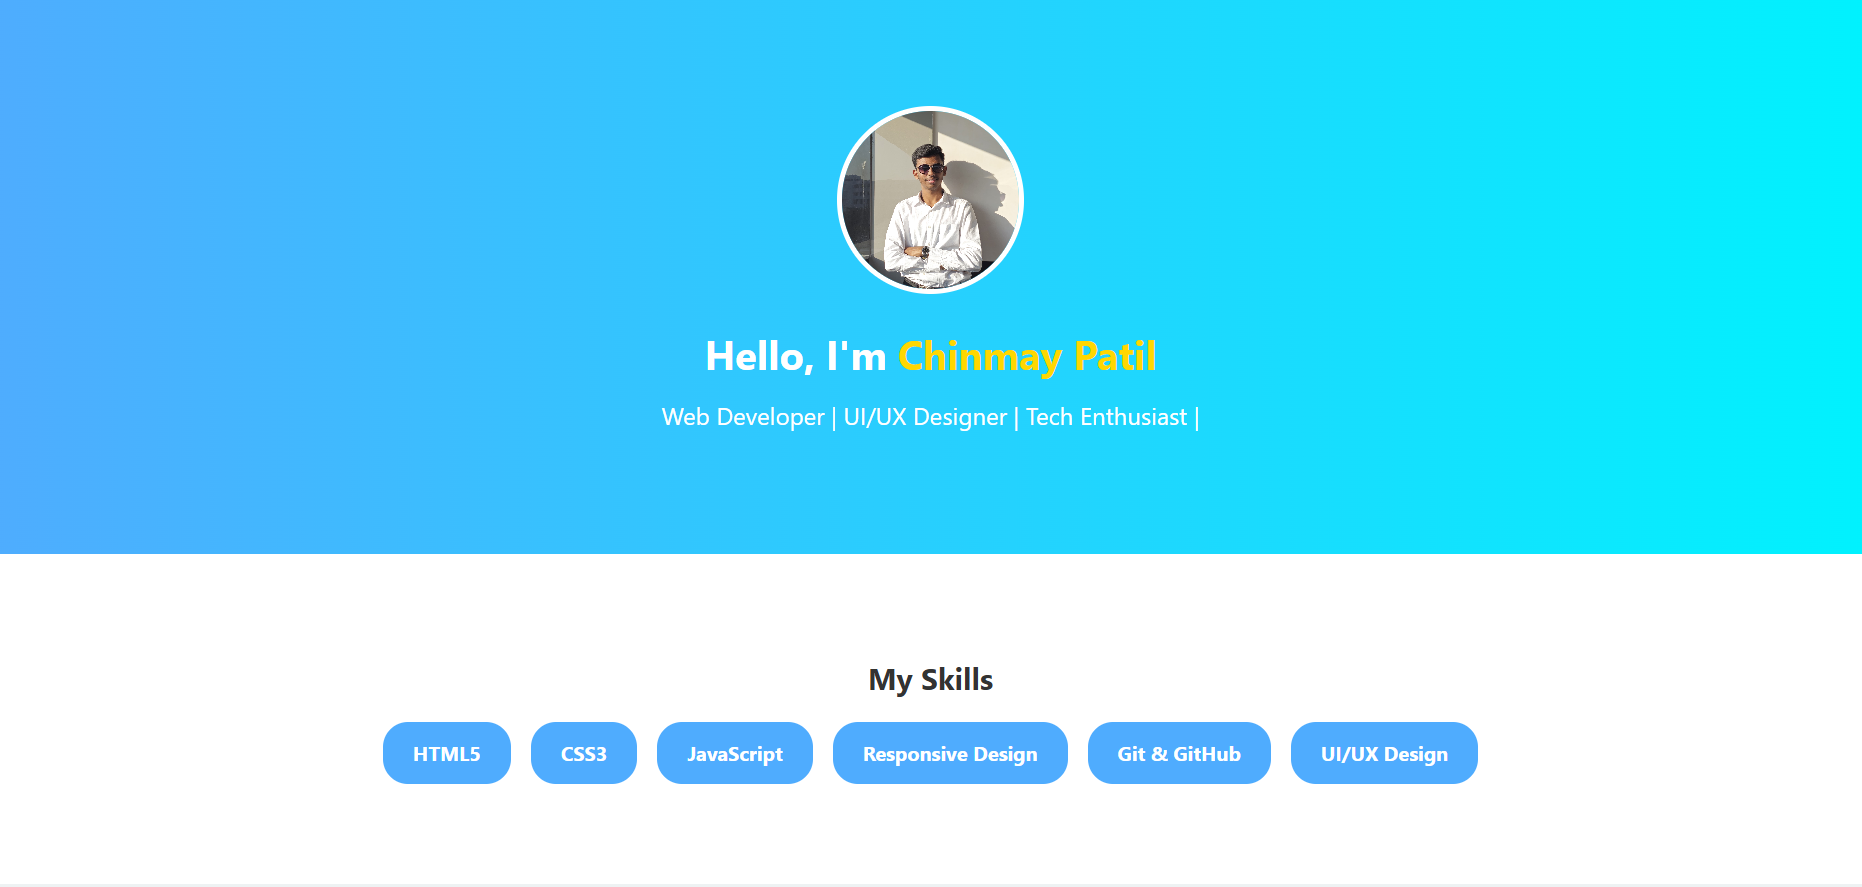 Hello, I'm Chinmay Patil
Web Developer | UI/UX Designer | Tech Enthusiast |
My Skills
HTML5 CSS3 JavaScript Responsive Design Git & GitHub UI/UX Design